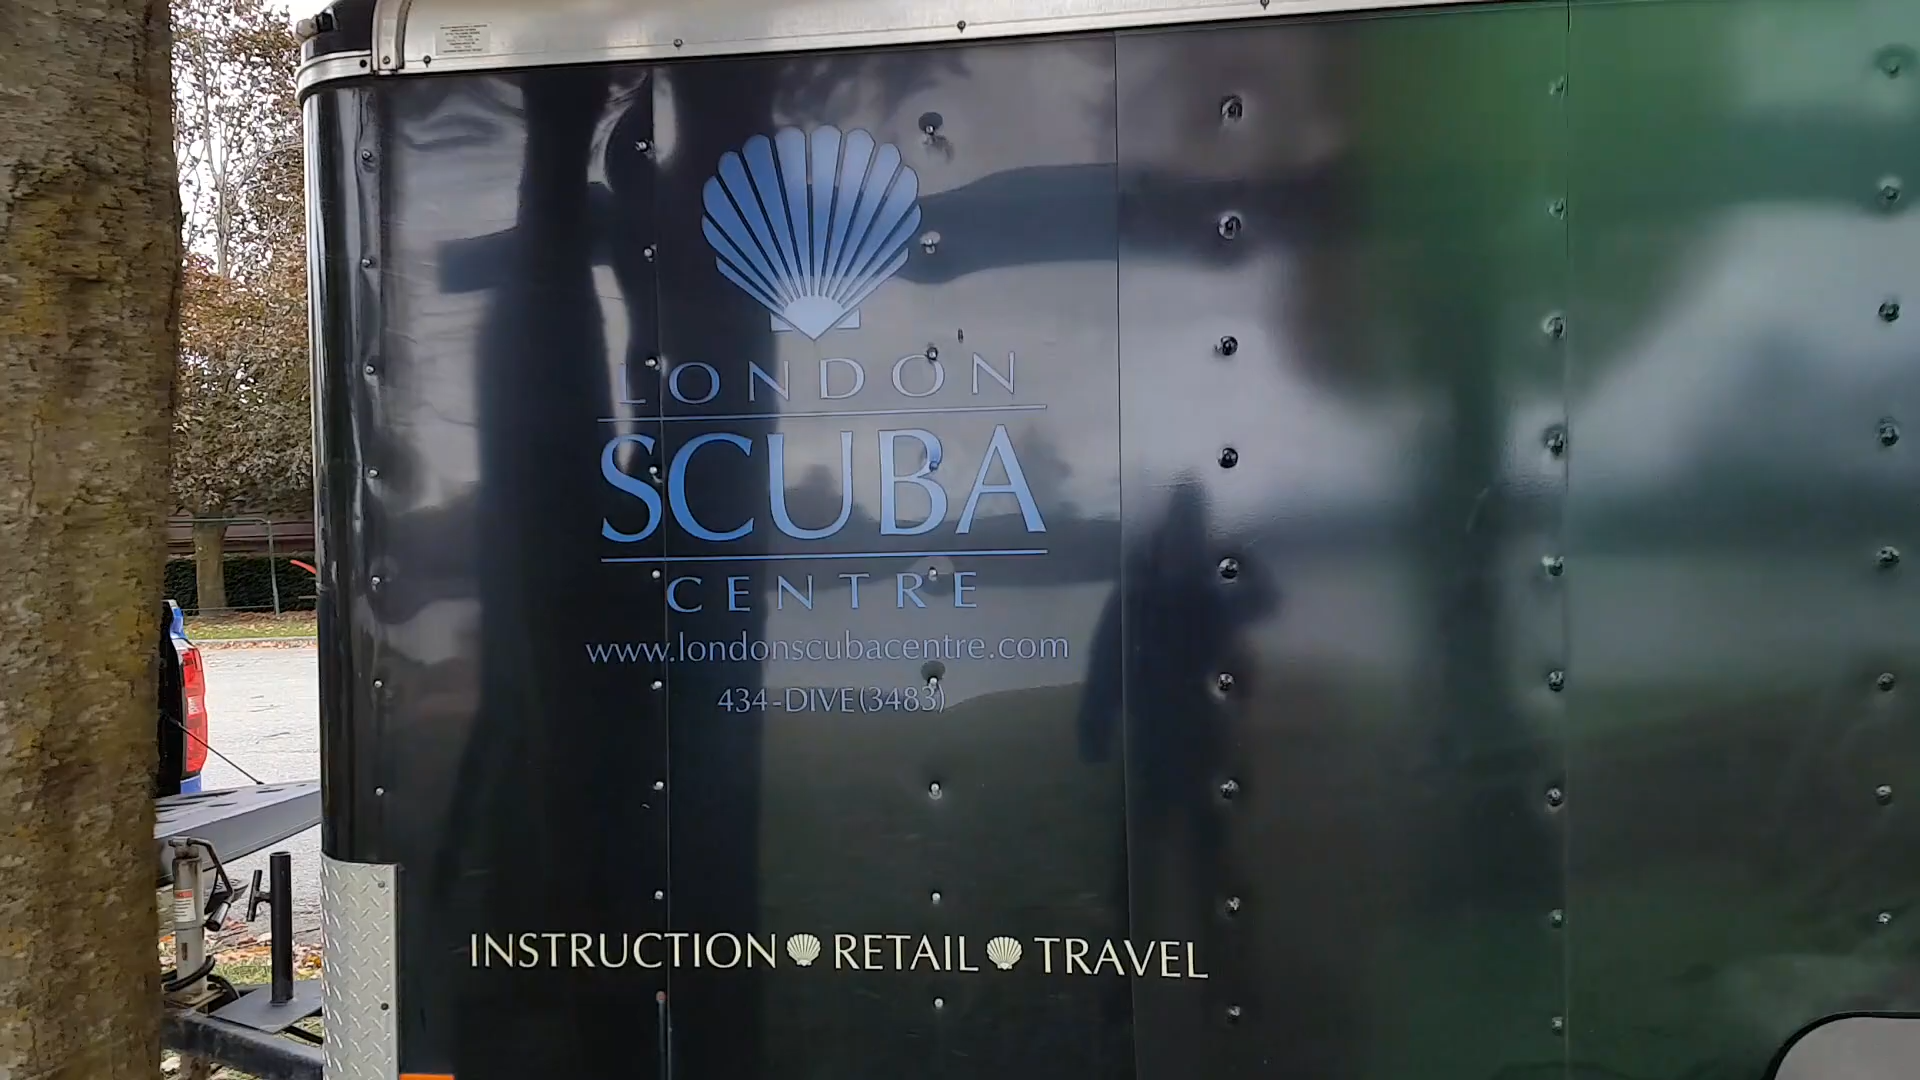 LONDON
SCUBA
CENTRE
www.londonscubacentre.com
434-DIVE(3483)
INSTRUCTION RETAIL TRAVEL